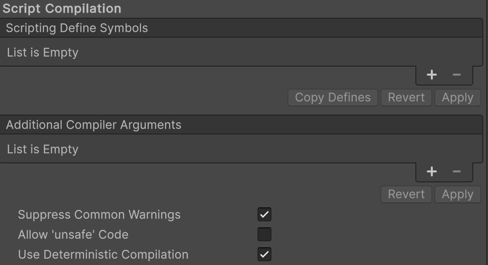 Script Compilation
Scripting Define Symbols
List is Empty
+ −
Copy Defines Revert Apply
Additional Compiler Arguments
List is Empty
+ −
Revert Apply
Suppress Common Warnings
Allow 'unsafe' Code
Use Deterministic Compilation